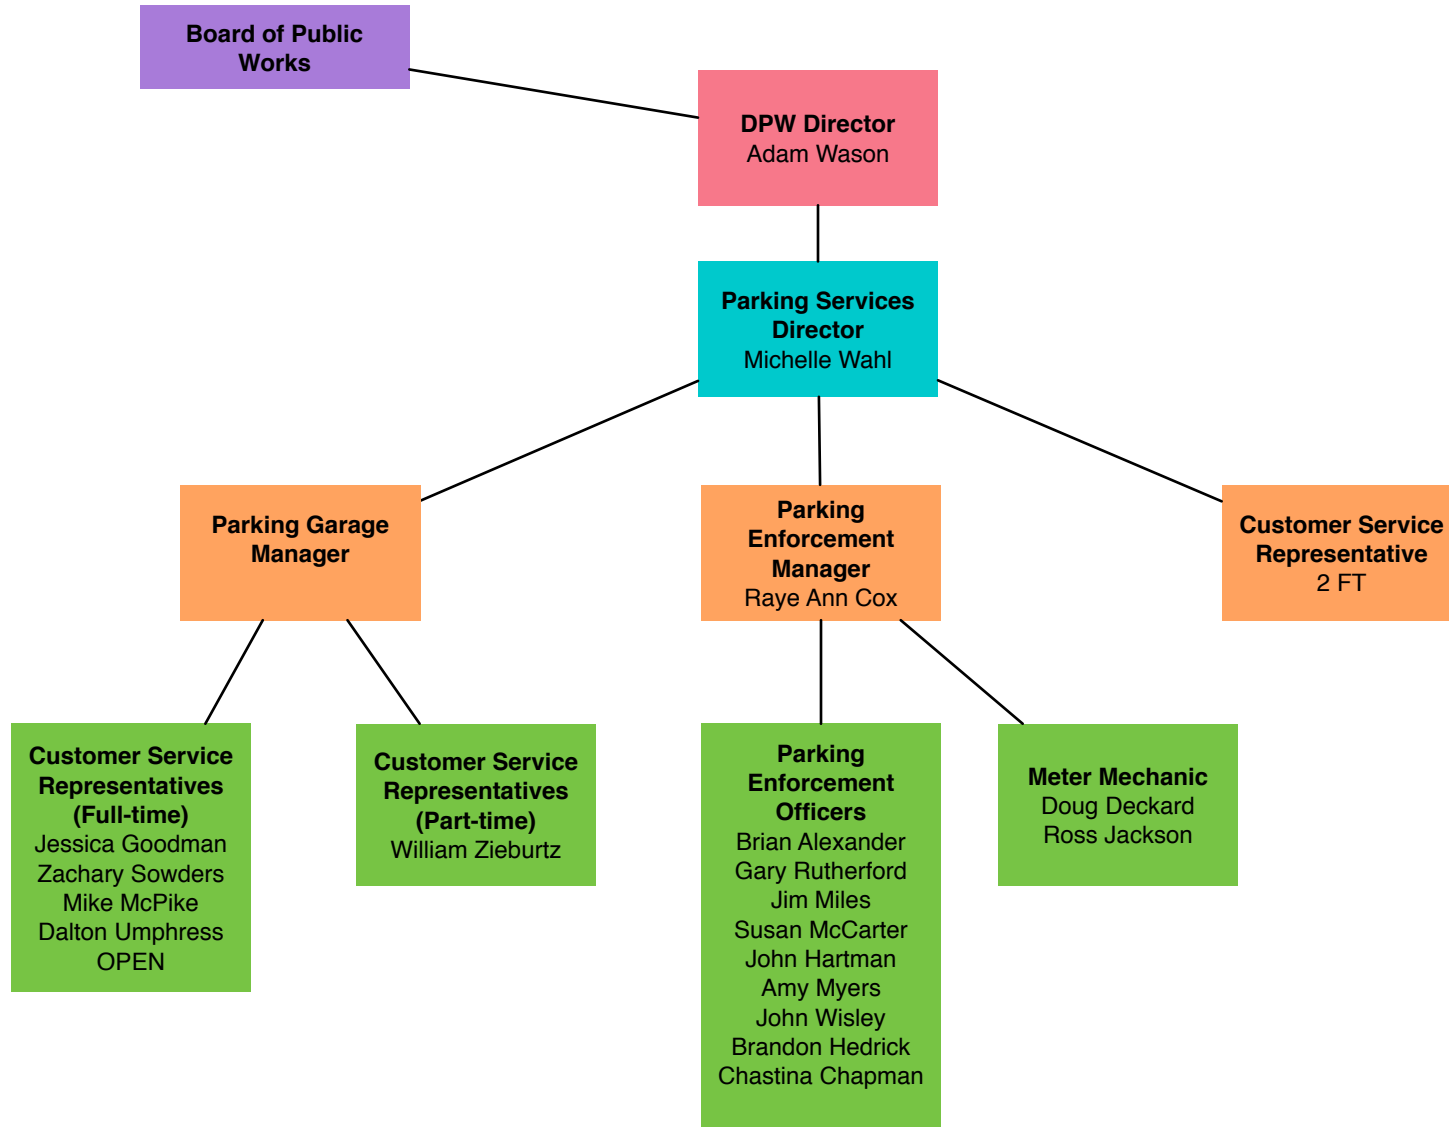 Board of Public
Works
DPW Director
Adam Wason
Parking Services
Director
Michelle Wahl
Parking Garage
Manager
Parking
Enforcement
Manager
Raye Ann Cox
Customer Service
Representative
2 FT
Customer Service
Representatives
(Full-time)
Jessica Goodman
Zachary Sowders
Mike McPike
Dalton Umphress
OPEN
Customer Service
Representatives
(Part-time)
William Zieburtz
Parking
Enforcement
Officers
Brian Alexander
Gary Rutherford
Jim Miles
Susan McCarter
John Hartman
Amy Myers
John Wisley
Brandon Hedrick
Chastina Chapman
Meter Mechanic
Doug Deckard
Ross Jackson